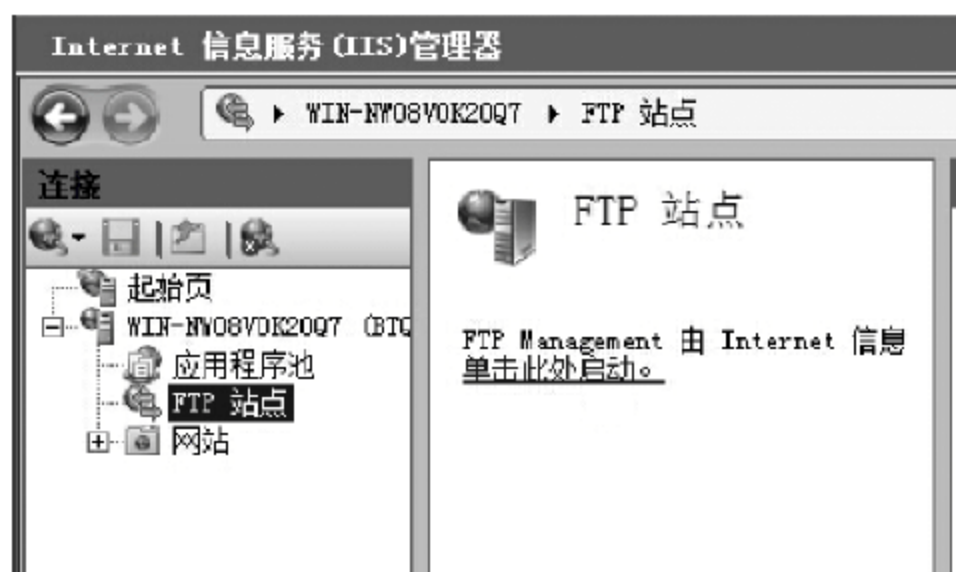 Internet 信息服务(IIS)管理器
WIN-NW08V0K20Q7 ▸ FTP 站点
连接
FTP 站点
起始页
WIN-NW08V0K20Q7 (BTQ
应用程序池
FTP 站点
网站
FTP Management 由 Internet 信息
单击此处启动。